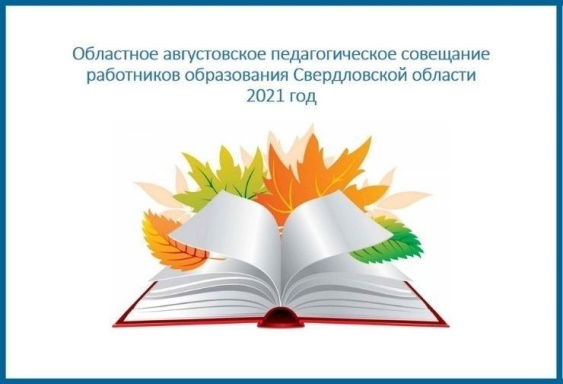 Областное августовское педагогическое совещание
работников образования Свердловской области
2021 год